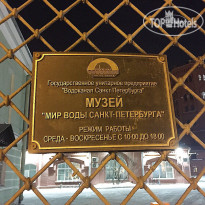 TopHotels
Государственное унитарное предприятие
"Водоканал Санкт-Петербурга"
МУЗЕЙ
"МИР ВОДЫ САНКТ-ПЕТЕРБУРГА"
РЕЖИМ РАБОТЫ:
СРЕДА - ВОСКРЕСЕНЬЕ С 10:00 ДО 18:00